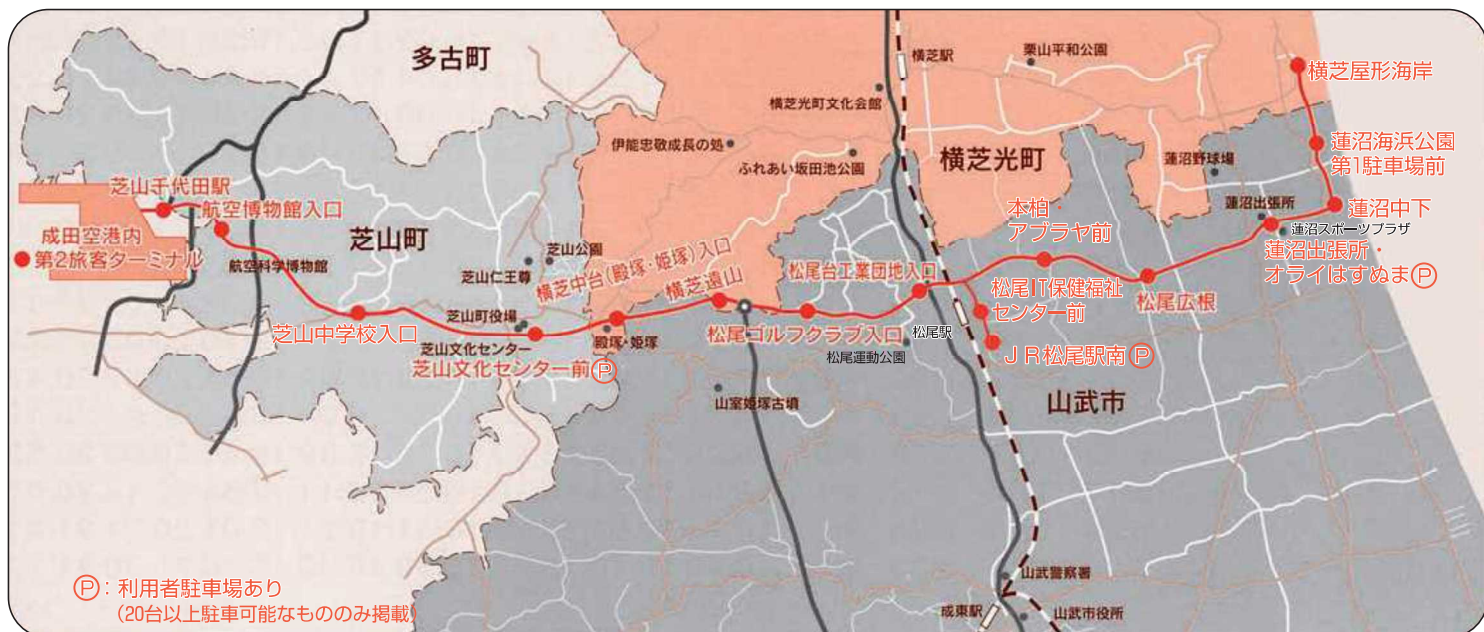 多古町
横芝駅
栗山平和公園
横芝屋形海岸
横芝光町文化会館
伊能忠敬成長の処
ふれあい坂田池公園
横芝光町
蓮沼野球場
蓮沼海浜公園
第1駐車場前
芝山千代田駅
航空博物館入口
成田空港内
第2旅客ターミナル
航空科学博物館
芝山町
芝山公園
芝山仁王尊
横芝中台(殿塚・姫塚)入口
横芝遠山
松尾台工業団地入口
本柏・
アブラヤ前
蓮沼出張所
蓮沼中下
蓮沼スポーツプラザ
蓮沼出張所・
オライはすぬまⓅ
芝山中学校入口
芝山町役場
芝山文化センター
芝山文化センター前Ⓟ
殿塚・姫塚
松尾ゴルフクラブ入口
松尾駅
松尾運動公園
松尾IT保健福祉
センター前
松尾広根
JR松尾駅南Ⓟ
山室姫塚古墳
山武市
山武警察署
成東駅
山武市役所
Ⓟ：利用者駐車場あり
(20台以上駐車可能なもののみ掲載)